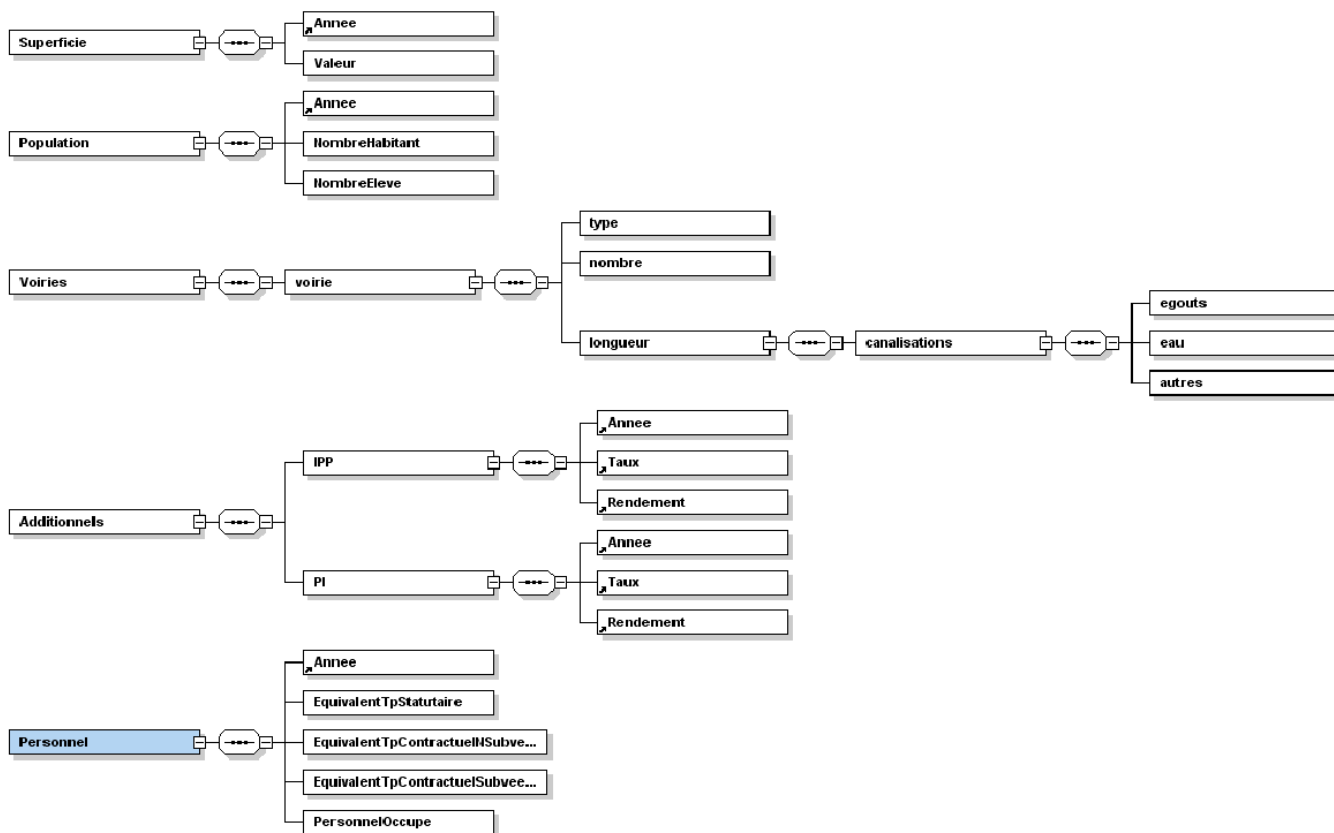 Annee
Superficie
Valeur
Annee
Population
NombreHabitant
NombreEleve
type
nombre
Voiries
voirie
egouts
longueur
canalisations
eau
autres
Annee
IPP
Taux
Rendement
Additionnels
Annee
PI
Taux
Rendement
Annee
EquivalentTpStatutaire
Personnel
EquivalentTpContractuelNSubve...
EquivalentTpContractuelSubvee...
PersonnelOccupe